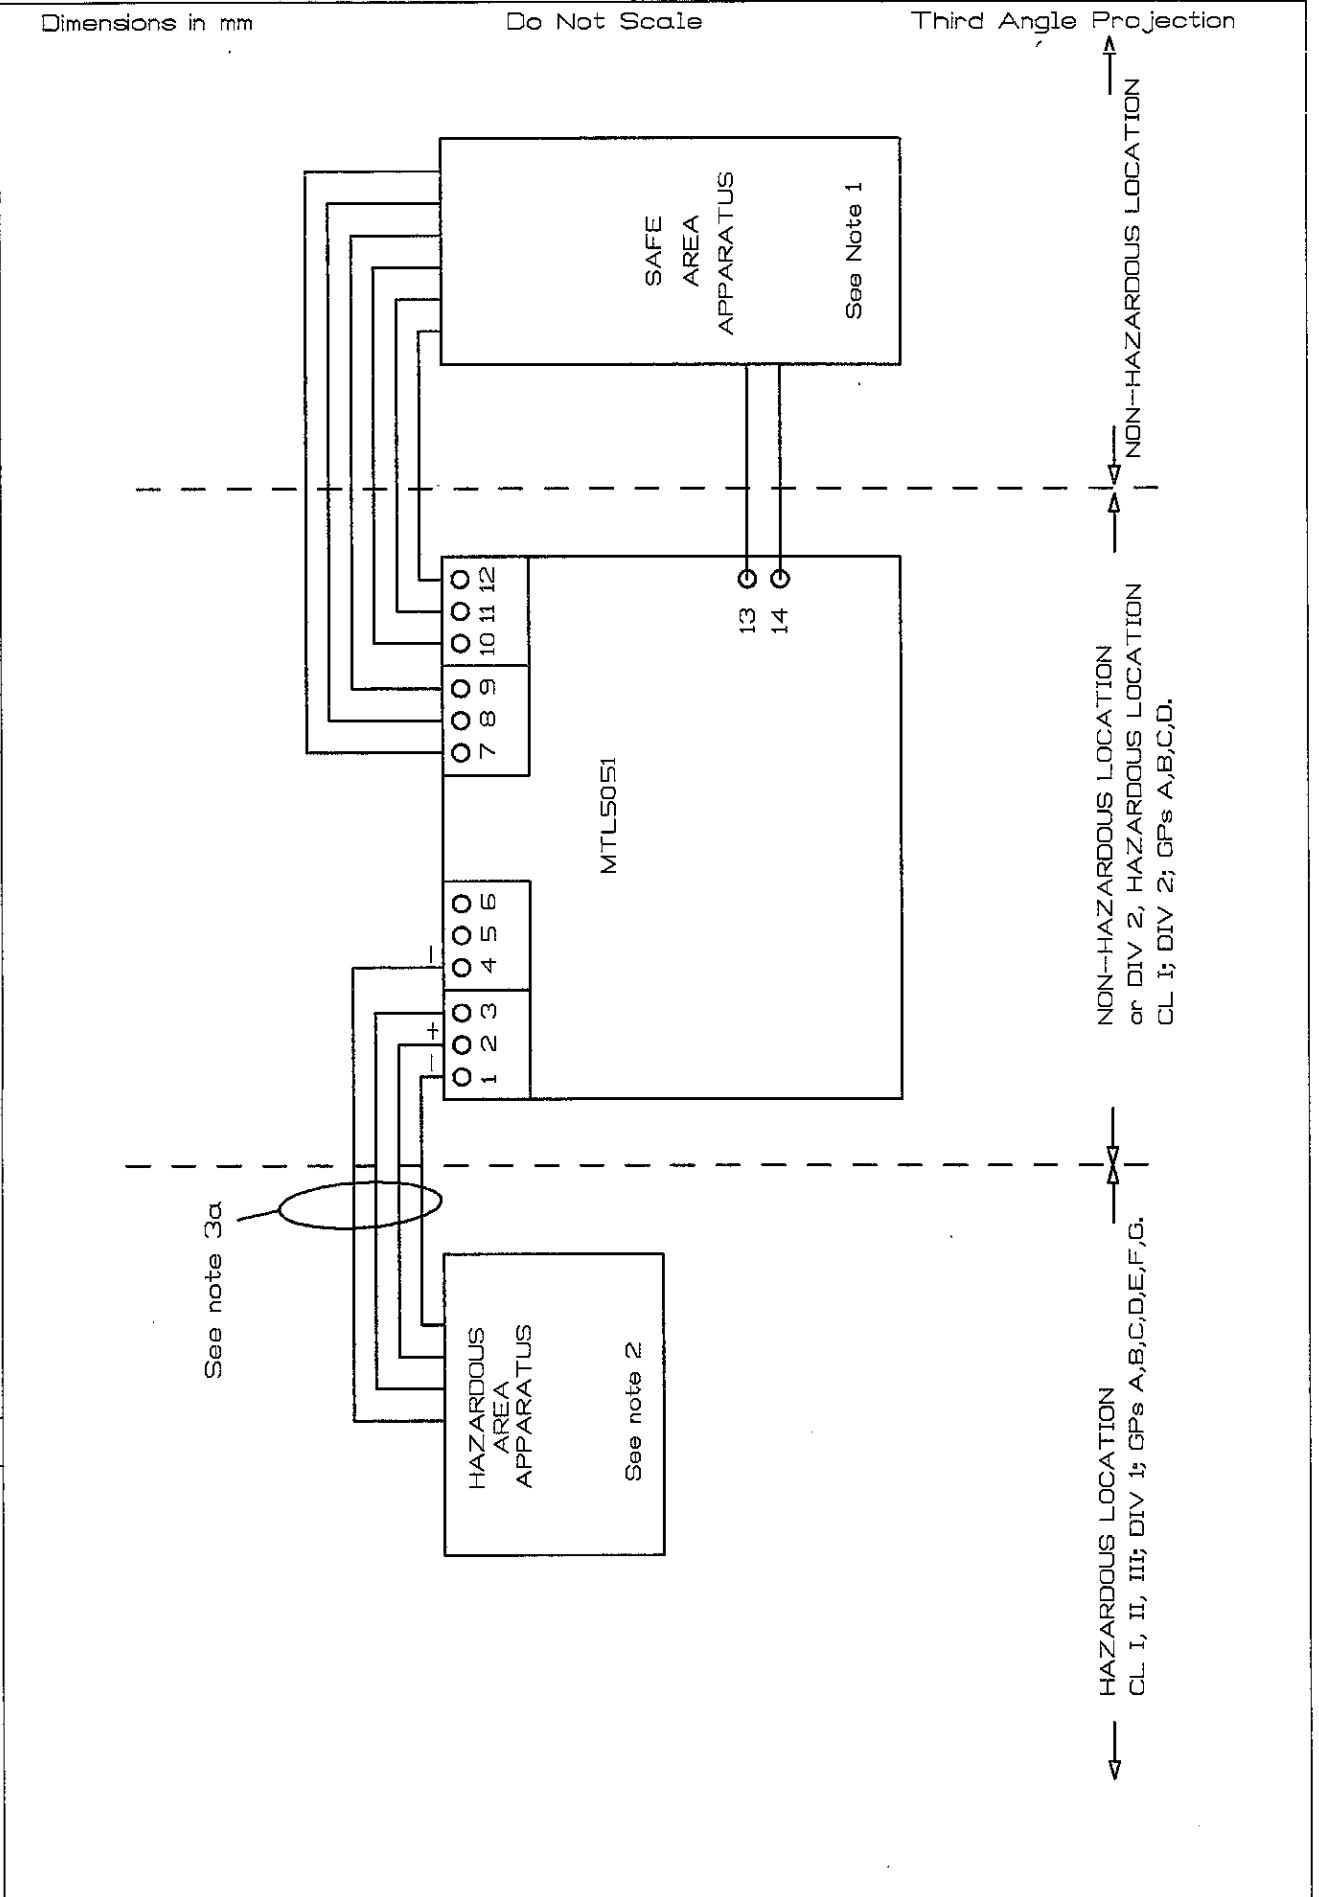 Dimensions in mm
Do Not Scale
Third Angle Projection
See note 3a
HAZARDOUS
AREA
APPARATUS
See note 2
- + -
1 2 3 4 5 6
MTL5051
7 8 9 10 11 12
13
14
SAFE
AREA
APPARATUS
See Note 1
HAZARDOUS LOCATION
CL I, II, III; DIV 1; GPs A,B,C,D,E,F,G.
NON-HAZARDOUS LOCATION
or DIV 2, HAZARDOUS LOCATION
CL I; DIV 2; GPs A,B,C,D.
NON-HAZARDOUS LOCATION